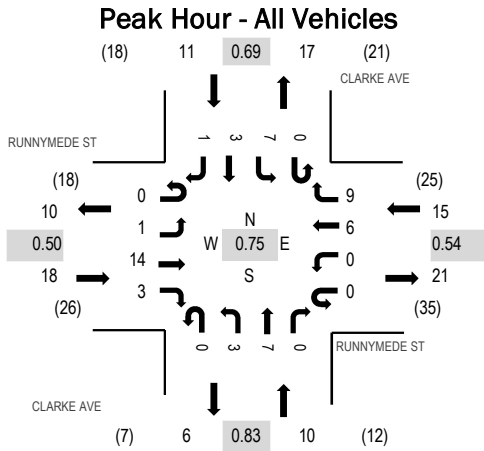 Peak Hour - All Vehicles
(18) 11 0.69 17 (21)
CLARKE AVE
RUNNYMEDE ST
1 3 7 0
(18) (25)
0 9
10 15
1 6
N
0.50 W 0.75 E 0.54
14 0
S
18 21
3 0
(26) (35)
0 3 7 0
RUNNYMEDE ST
CLARKE AVE
(7) 6 0.83 10 (12)